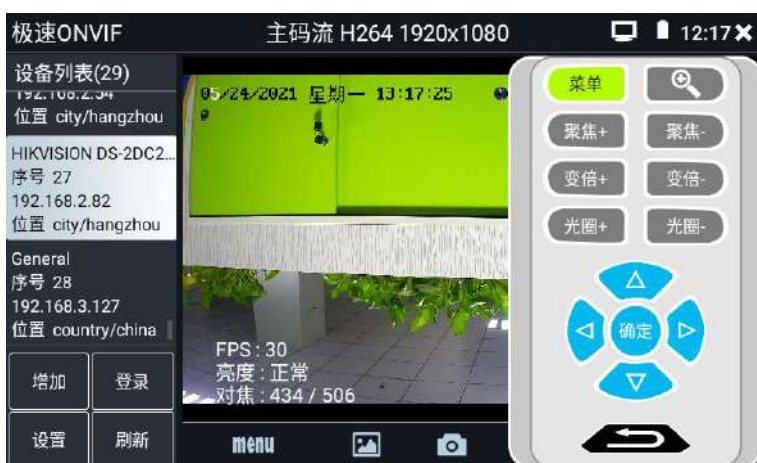 极速ONVIF
主码流 H264 1920x1080
12:17
设备列表(29)
192.168.2.54
位置 city/hangzhou
HIKVISION DS-2DC2...
序号 27
192.168.2.82
位置 city/hangzhou
General
序号 28
192.168.3.127
位置 country/china
增加
登录
设置
刷新
05/24/2021 星期一 13:17:25
FPS : 30
亮度 : 正常
对焦 : 434 / 506
menu
菜单
聚焦+
聚焦-
变倍+
变倍-
光圈+
光圈-
确定